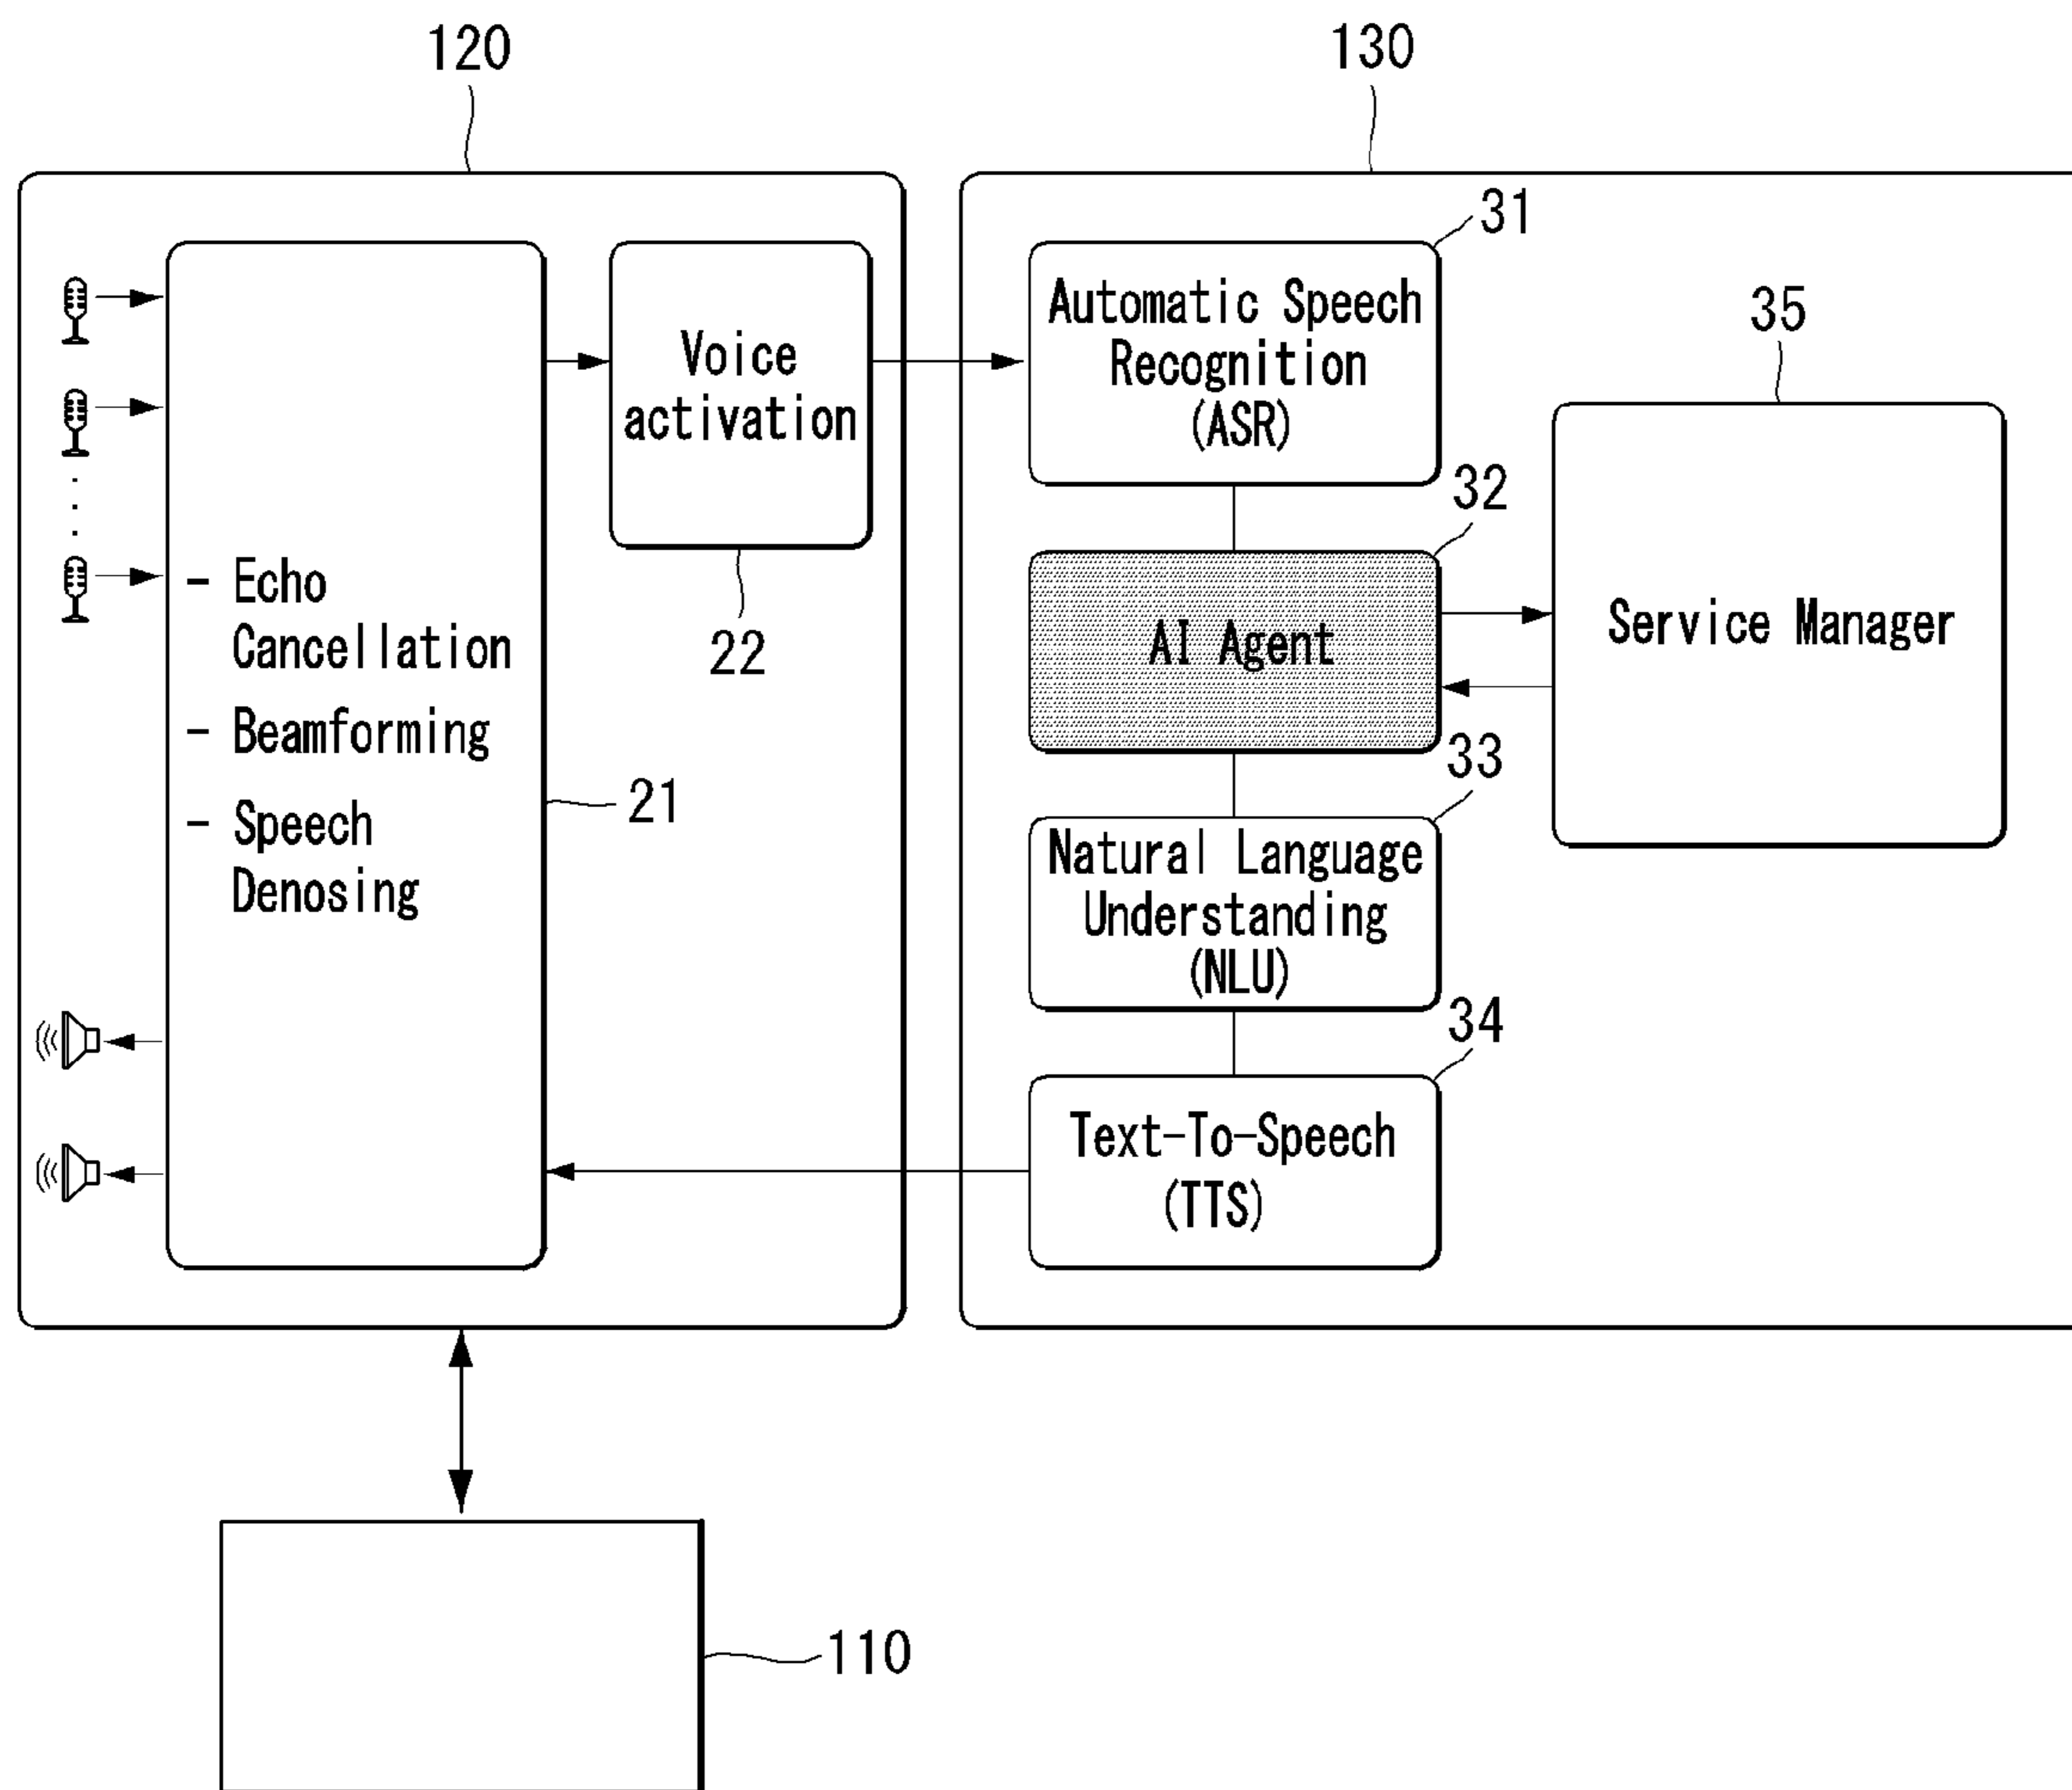 120
130
31
Automatic Speech
Recognition
(ASR)
Voice
activation
35
32
- Echo
Cancellation
22
AI Agent
Service Manager
- Beamforming
33
21
- Speech
Denosing
Natural Language
Understanding
(NLU)
34
Text-To-Speech
(TTS)
110